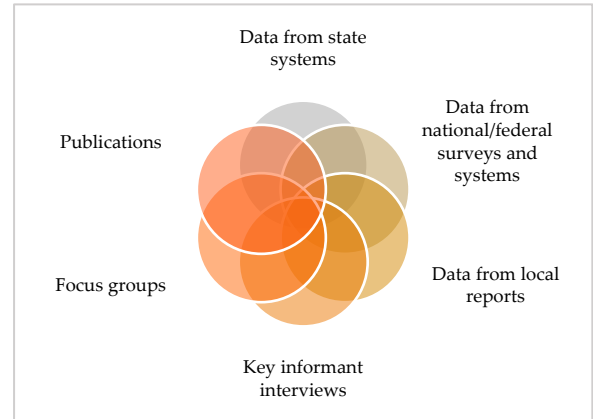 Data from state
systems
Data from
national/federal
surveys and
systems
Publications
Focus groups
Data from local
reports
Key informant
interviews